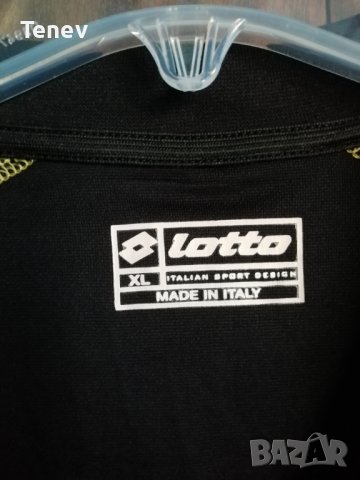 Tenev
lotto
XL ITALIAN SPORT DESIGN
MADE IN ITALY
BAZAR